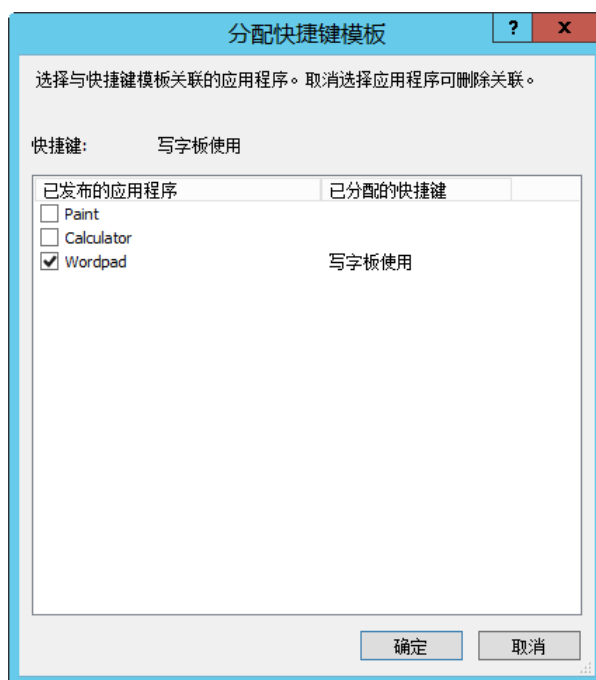 分配快捷键模板
?
x
选择与快捷键模板关联的应用程序。取消选择应用程序可删除关联。
快捷键: 写字板使用
已发布的应用程序 已分配的快捷键
Paint
Calculator
Wordpad 写字板使用
确定 取消